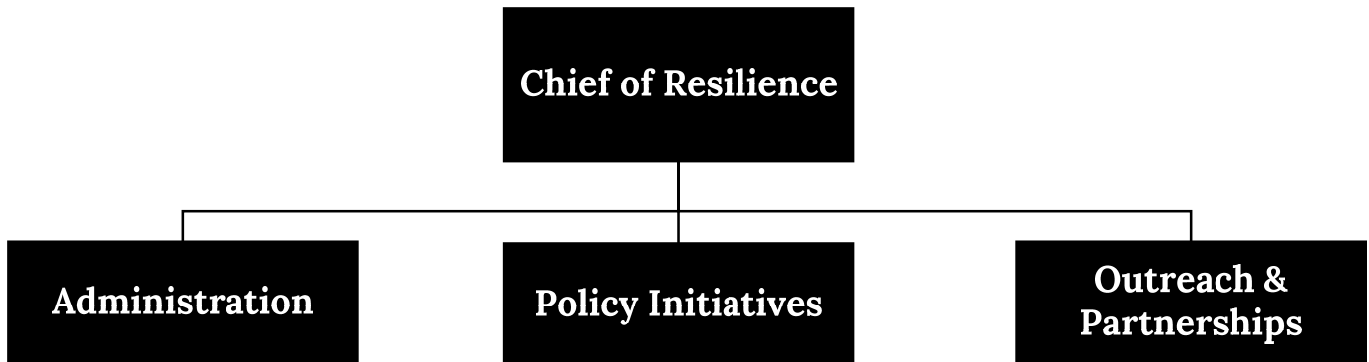 Chief of Resilience
Administration
Policy Initiatives
Outreach &
Partnerships